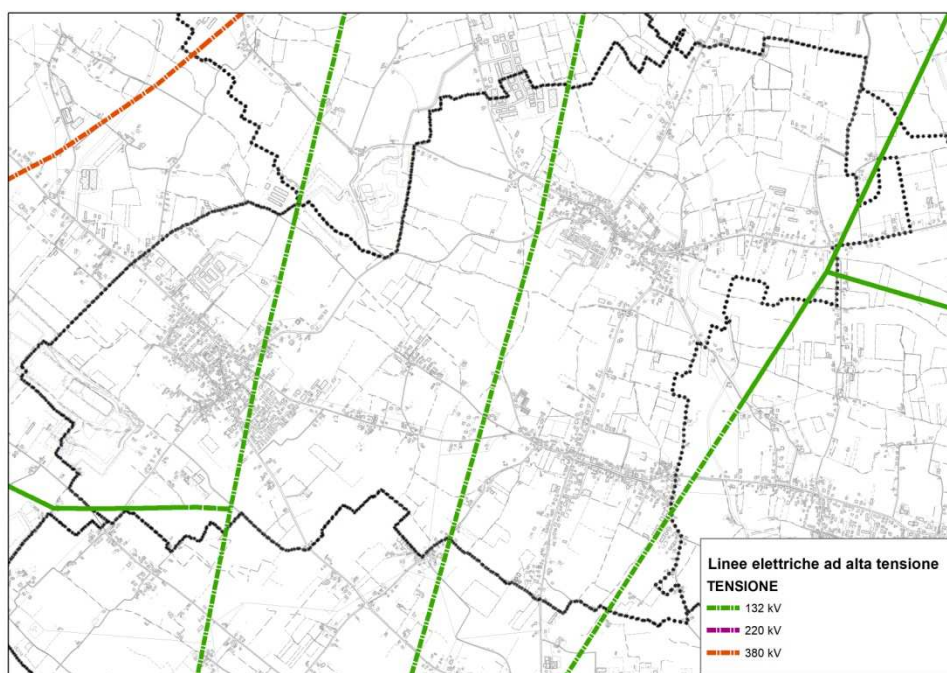 Linee elettriche ad alta tensione
TENSIONE
132 kV
220 kV
380 kV